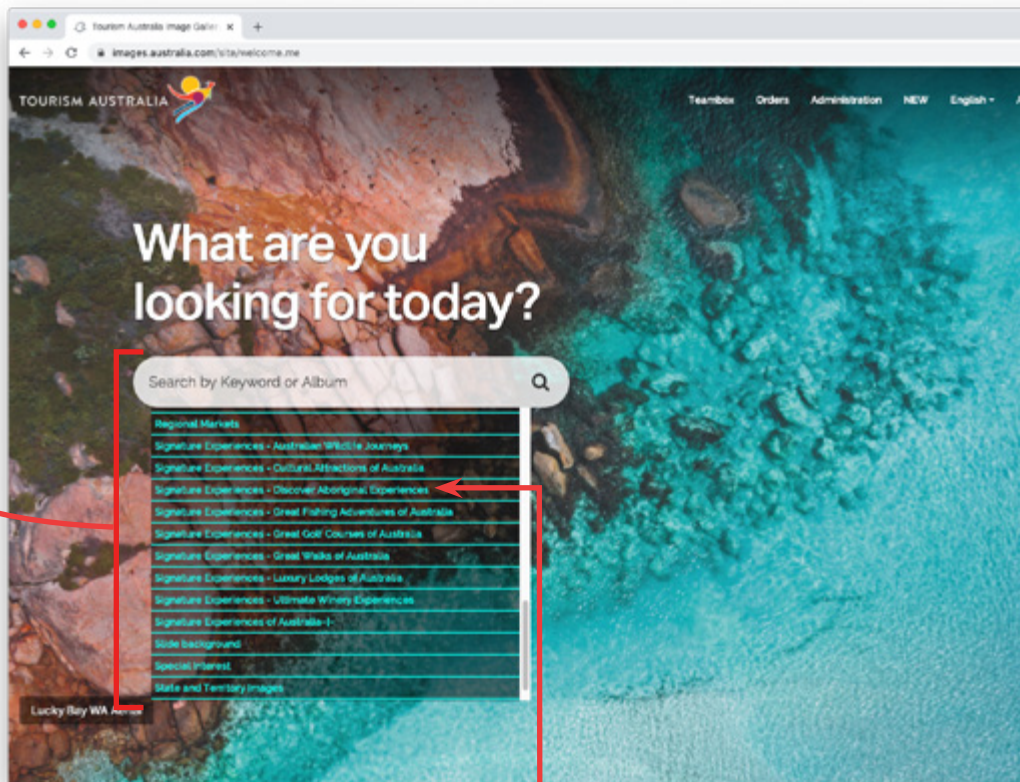 Tourism Australia Image Galler
images.australia.com/site/welcome.me
TOURISM AUSTRALIA
Teambox Orders Administration NEW English
What are you
looking for today?
Search by Keyword or Album
Regional Markets
Signature Experiences - Australian Wildlife Journeys
Signature Experiences - Cultural Attractions of Australia
Signature Experiences - Discover Aboriginal Experiences
Signature Experiences - Great Fishing Adventures of Australia
Signature Experiences - Great Golf Courses of Australia
Signature Experiences - Great Walks of Australia
Signature Experiences - Luxury Lodges of Australia
Signature Experiences - Ultimate Winery Experiences
Signature Experiences of Australia-|-
Slide background
Special Interest
State and Territory Images
Lucky Bay WA Aerial